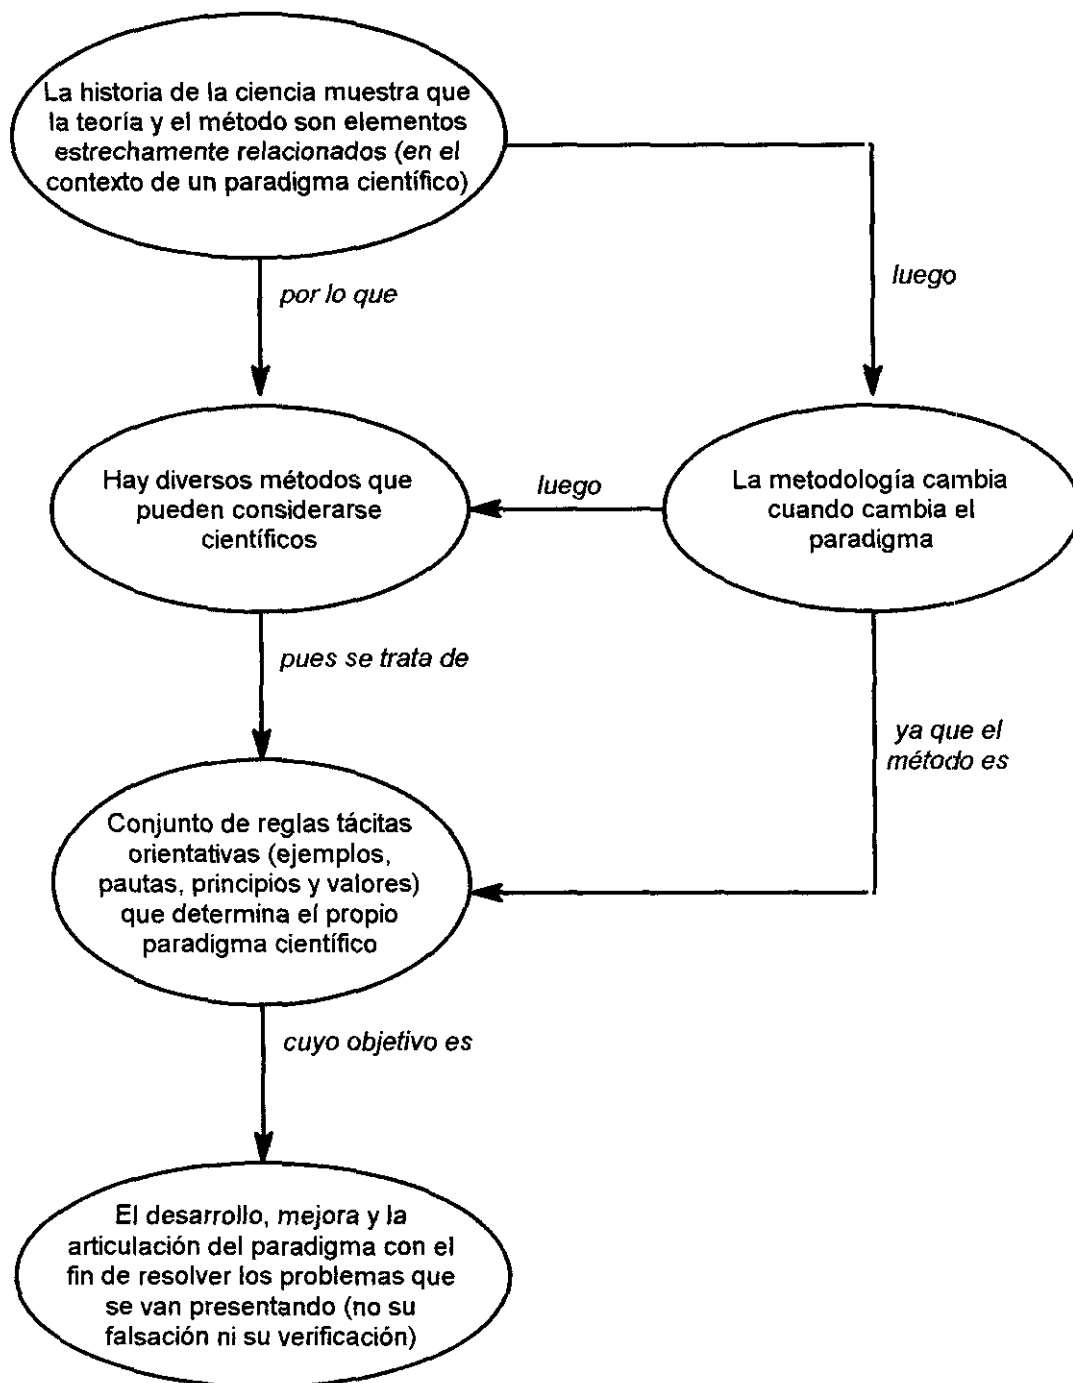 La historia de la ciencia muestra que
la teoría y el método son elementos
estrechamente relacionados (en el
contexto de un paradigma científico)
por lo que
luego
Hay diversos métodos que
pueden considerarse
científicos
luego
La metodología cambia
cuando cambia el
paradigma
pues se trata de
ya que el
método es
Conjunto de reglas tácitas
orientativas (ejemplos,
pautas, principios y valores)
que determina el propio
paradigma científico
cuyo objetivo es
El desarrollo, mejora y la
articulación del paradigma con el
fin de resolver los problemas que
se van presentando (no su
falsación ni su verificación)